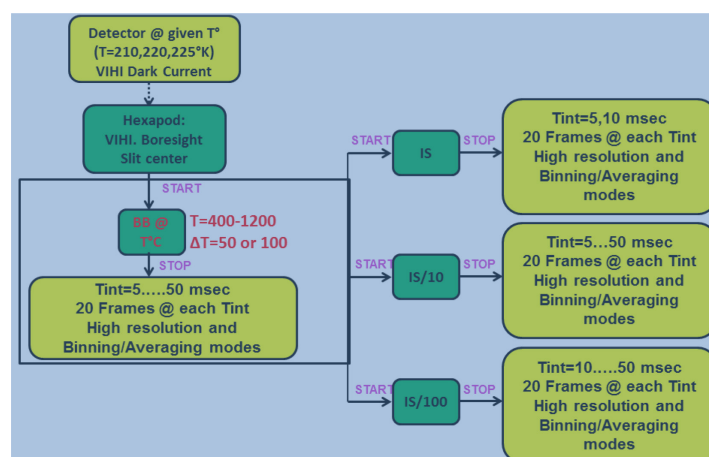 Detector @ given T°
(T=210,220,225°K)
VIHI Dark Current
Hexapod:
VIHI. Boresight
Slit center
START
BB @
T°C
T=400-1200
ΔT=50 or 100
STOP
Tint=5.....50 msec
20 Frames @ each Tint
High resolution and
Binning/Averaging modes
START
IS
STOP
Tint=5,10 msec
20 Frames @ each Tint
High resolution and
Binning/Averaging
modes
START
IS/10
STOP
Tint=5...50 msec
20 Frames @ each Tint
High resolution and
Binning/Averaging
modes
START
IS/100
STOP
Tint=10.....50 msec
20 Frames @ each Tint
High resolution and
Binning/Averaging
modes